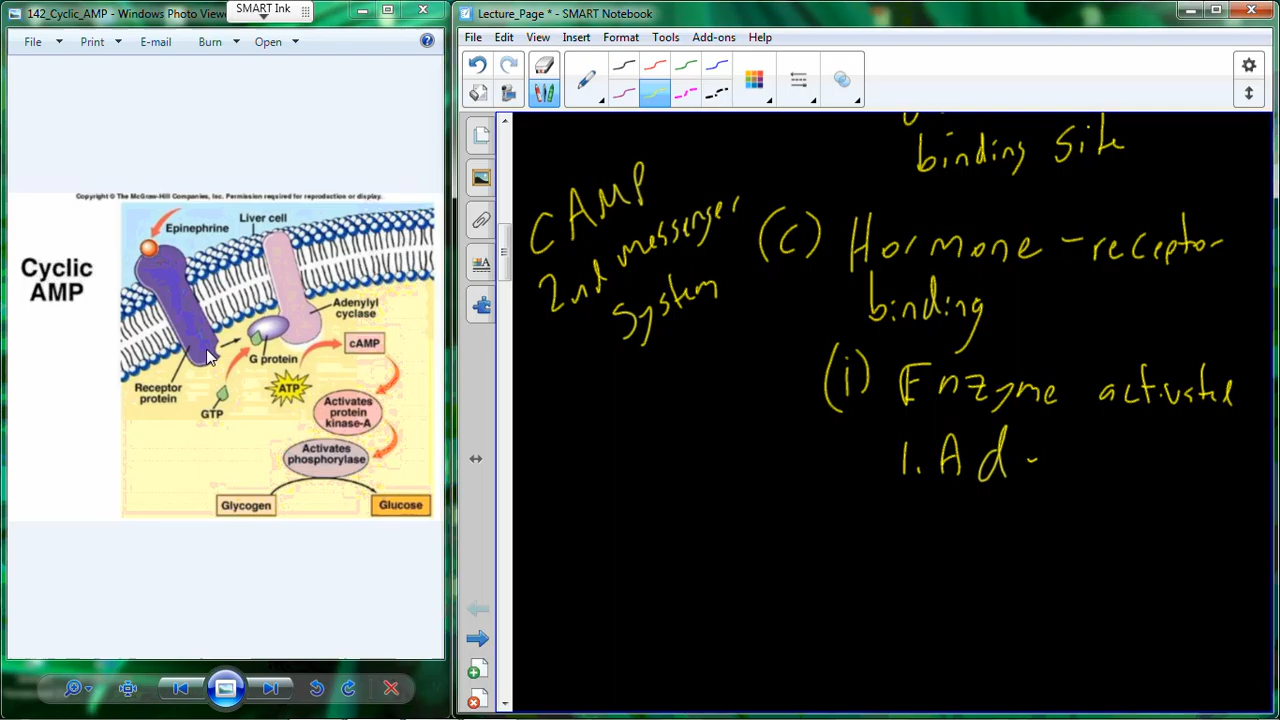 142_Cyclic_AMP - Windows Photo View
SMART Ink
File Print E-mail Burn Open
Copyright © The McGraw-Hill Companies, Inc. Permission required for reproduction or display.
Cyclic
AMP
Epinephrine
Liver cell
Adenylyl
cyclase
G protein
cAMP
Receptor
protein
GTP
ATP
Activates
protein
kinase-A
Activates
phosphorylase
Glycogen
Glucose
Lecture_Page * - SMART Notebook
File Edit View Insert Format Tools Add-ons Help
binding site
CAMP
2nd messenger
System
(C) Hormone-receptor
binding
(i) Enzyme activated
1. Ad-